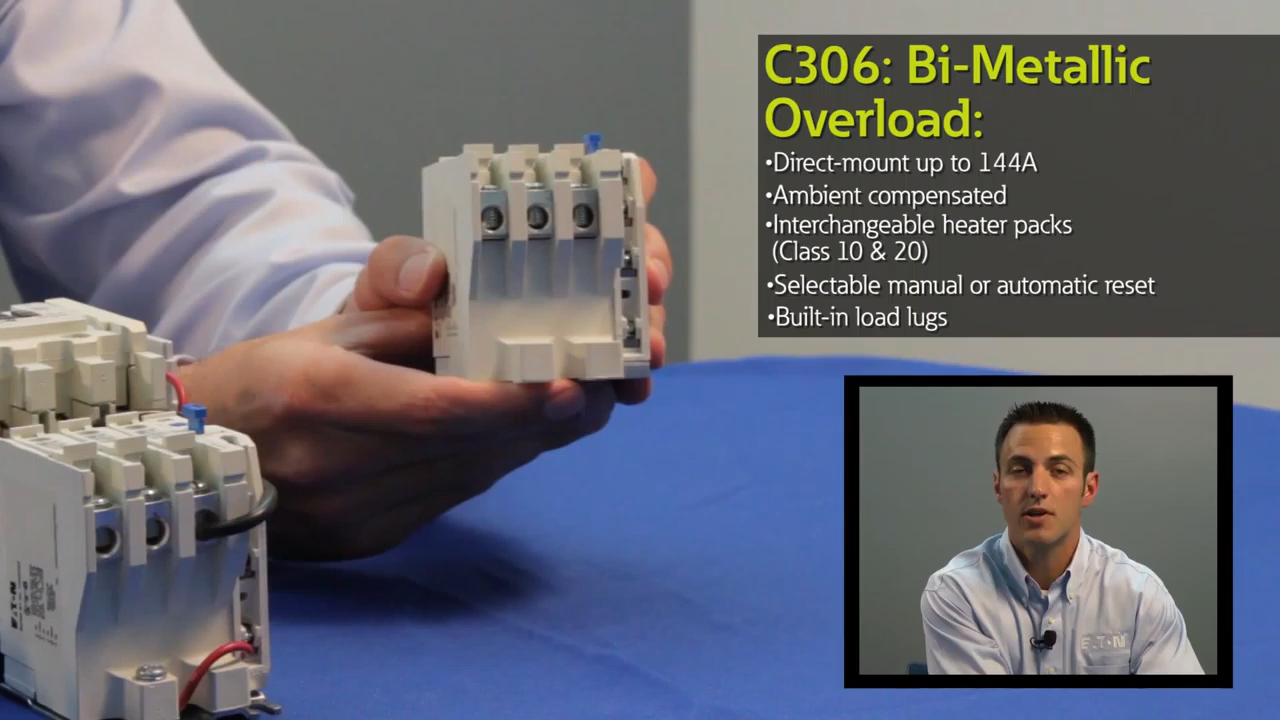 C306: Bi-Metallic
Overload:
•Direct-mount up to 144A
•Ambient compensated
•Interchangeable heater packs
(Class 10 & 20)
•Selectable manual or automatic reset
•Built-in load lugs
E•T•N
E•T•N